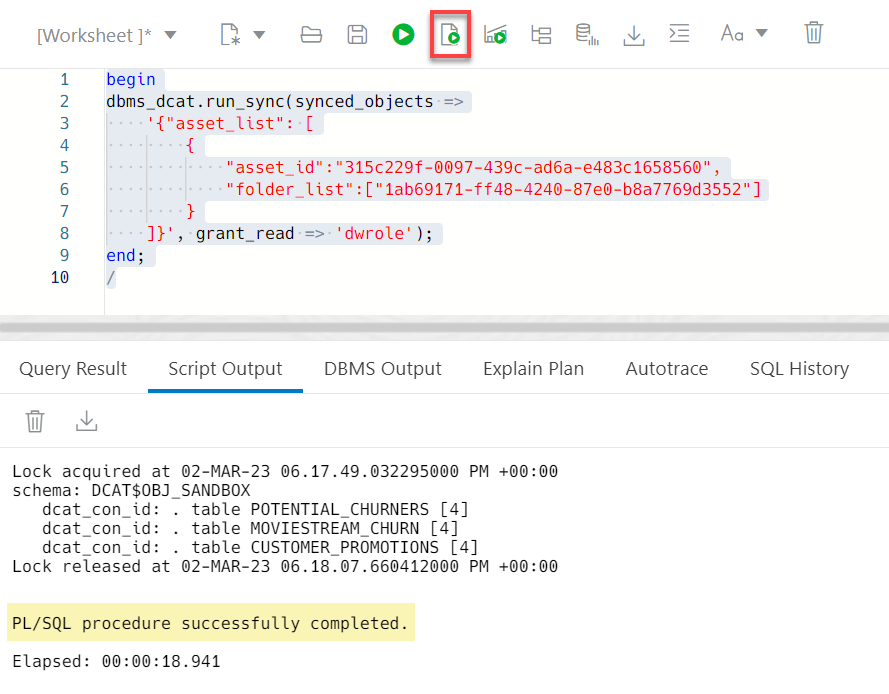 [Worksheet ]*
Aa
1 begin
2 dbms_dcat.run_sync(synced_objects =>
3 '{"asset_list": [
4 {
5 "asset_id":"315c229f-0097-439c-ad6a-e483c1658560",
6 "folder_list":["1ab69171-ff48-4240-87e0-b8a7769d3552"]
7 }
8 ]}', grant_read => 'dwrole');
9 end;
10 /
Query Result Script Output DBMS Output Explain Plan Autotrace SQL History
Lock acquired at 02-MAR-23 06.17.49.032295000 PM +00:00
schema: DCAT$OBJ_SANDBOX
dcat_con_id: . table POTENTIAL_CHURNERS [4]
dcat_con_id: . table MOVIESTREAM_CHURN [4]
dcat_con_id: . table CUSTOMER_PROMOTIONS [4]
Lock released at 02-MAR-23 06.18.07.660412000 PM +00:00
PL/SQL procedure successfully completed.
Elapsed: 00:00:18.941